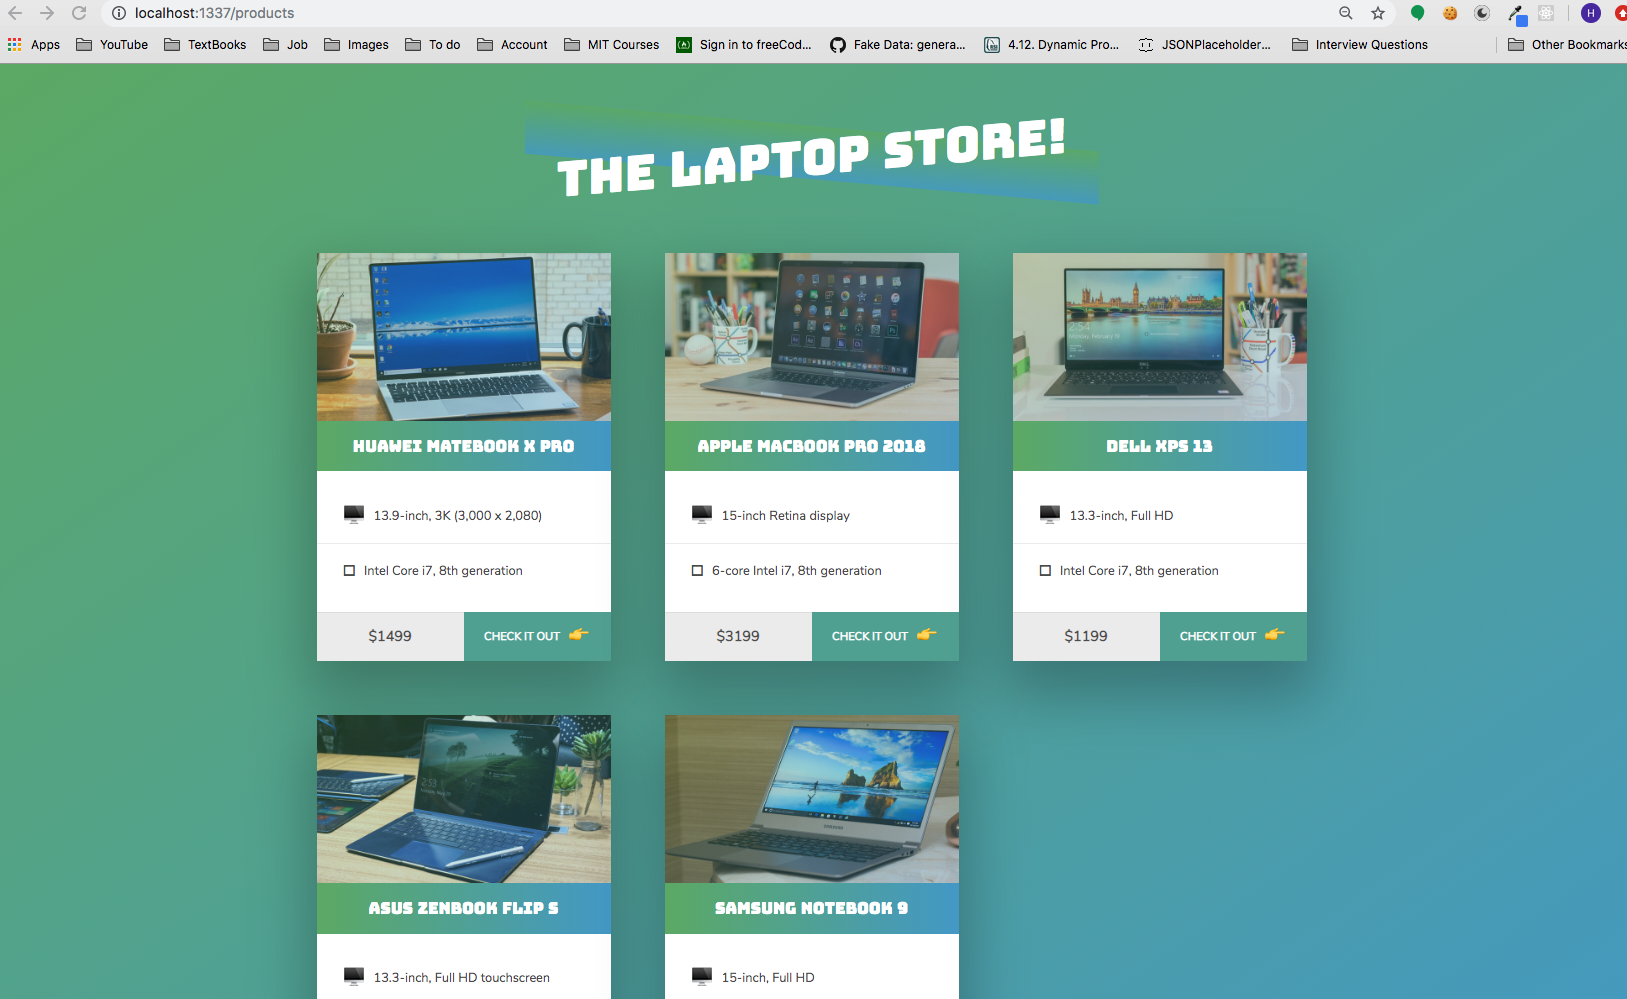 localhost:1337/products
H
Apps YouTube TextBooks Job Images To do Account MIT Courses Sign in to freeCod... Fake Data: genera... 4.12. Dynamic Pro... JSONPlaceholder... Interview Questions Other Bookmarks
THE LAPTOP STORE!
HUAWEI MATEBOOK X PRO
13.9-inch, 3K (3,000 x 2,080)
Intel Core i7, 8th generation
$1499 CHECK IT OUT
APPLE MACBOOK PRO 2018
15-inch Retina display
6-core Intel i7, 8th generation
$3199 CHECK IT OUT
2:54
DELL XPS 13
13.3-inch, Full HD
Intel Core i7, 8th generation
$1199 CHECK IT OUT
2:53
ASUS ZENBOOK FLIP S
13.3-inch, Full HD touchscreen
SAMSUNG
SAMSUNG NOTEBOOK 9
15-inch, Full HD